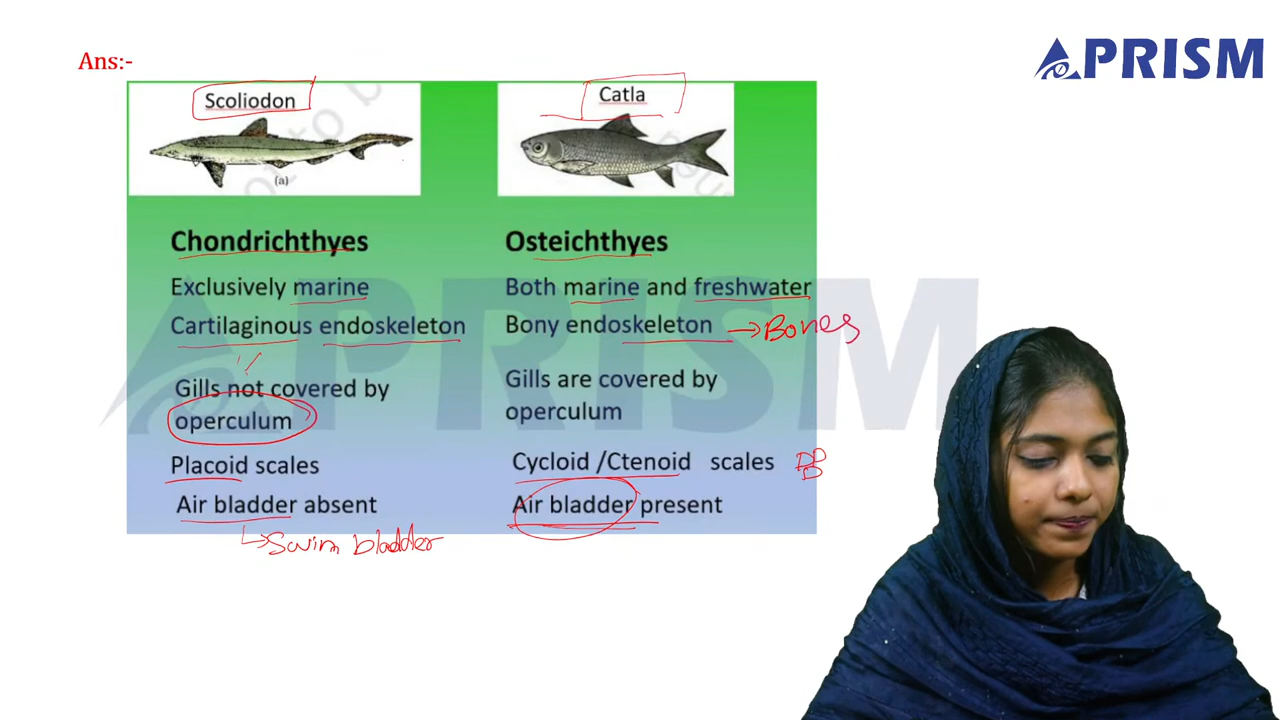 Ans:-
APRISM
Scoliodon
Catla
(a)
Chondrichthyes
Osteichthyes
Exclusively marine
Both marine and freshwater
Cartilaginous endoskeleton
Bony endoskeleton → Bones
Gills not covered by
operculum
Gills are covered by
operculum
Placoid scales
Cycloid /Ctenoid scales
Air bladder absent
Air bladder present
↳ Swim bladder
APRISM